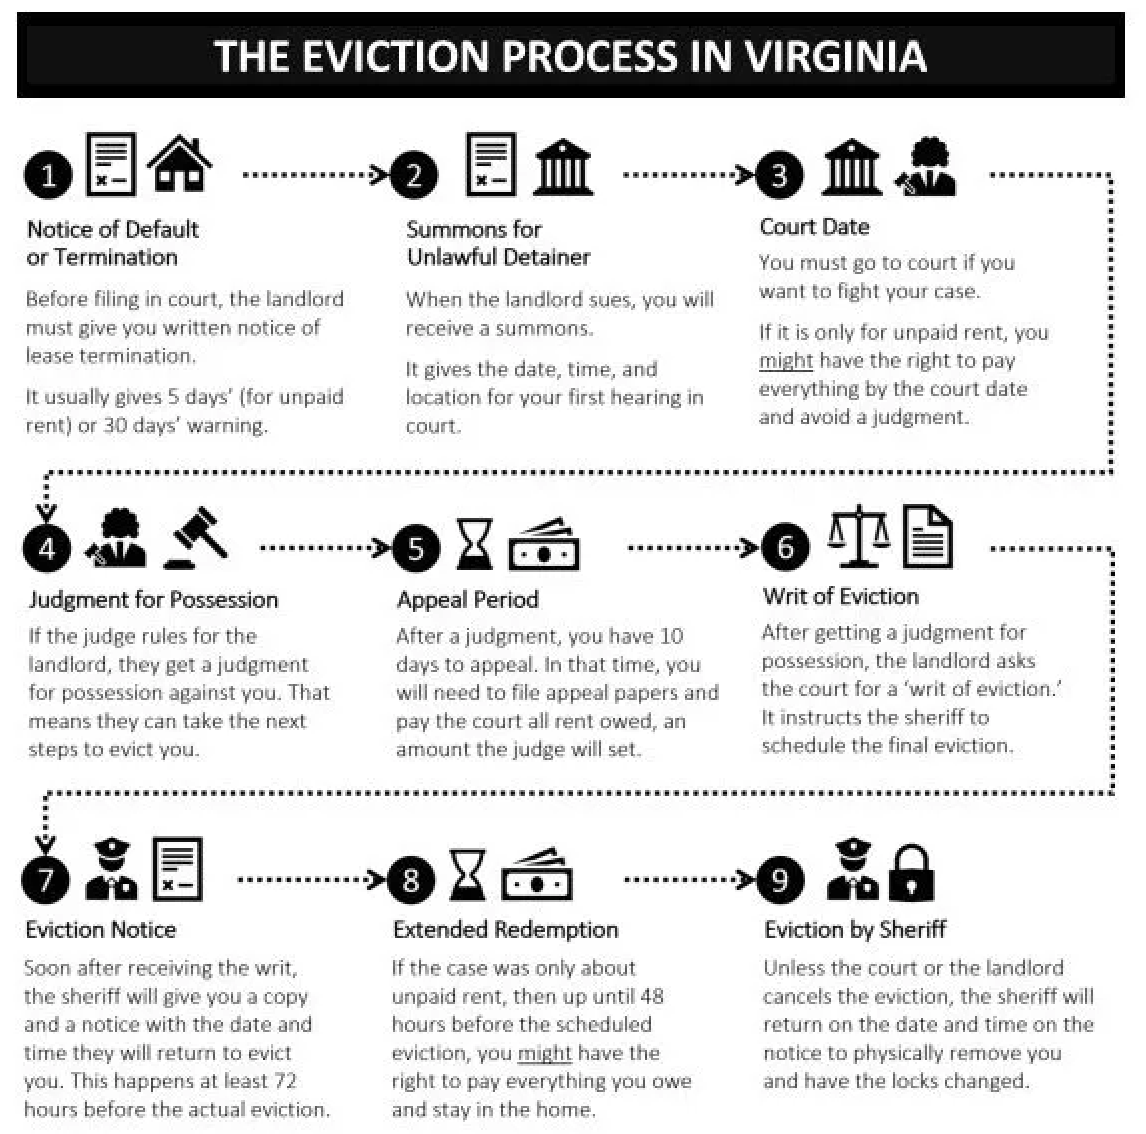 THE EVICTION PROCESS IN VIRGINIA
1
Notice of Default
or Termination
Before filing in court, the landlord
must give you written notice of
lease termination.
It usually gives 5 days’ (for unpaid
rent) or 30 days’ warning.
2
Summons for
Unlawful Detainer
When the landlord sues, you will
receive a summons.
It gives the date, time, and
location for your first hearing in
court.
3
Court Date
You must go to court if you
want to fight your case.
If it is only for unpaid rent, you
might have the right to pay
everything by the court date
and avoid a judgment.
4
Judgment for Possession
If the judge rules for the
landlord, they get a judgment
for possession against you. That
means they can take the next
steps to evict you.
5
Appeal Period
After a judgment, you have 10
days to appeal. In that time, you
will need to file appeal papers and
pay the court all rent owed, an
amount the judge will set.
6
Writ of Eviction
After getting a judgment for
possession, the landlord asks
the court for a ‘writ of eviction.’
It instructs the sheriff to
schedule the final eviction.
7
Eviction Notice
Soon after receiving the writ,
the sheriff will give you a copy
and a notice with the date and
time they will return to evict
you. This happens at least 72
hours before the actual eviction.
8
Extended Redemption
If the case was only about
unpaid rent, then up until 48
hours before the scheduled
eviction, you might have the
right to pay everything you owe
and stay in the home.
9
Eviction by Sheriff
Unless the court or the landlord
cancels the eviction, the sheriff will
return on the date and time on the
notice to physically remove you
and have the locks changed.